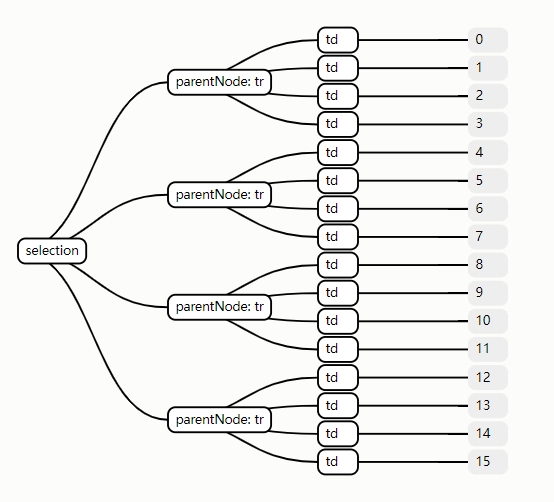 td 0
td 1
parentNode: tr
td 2
td 3
td 4
td 5
parentNode: tr
td 6
td 7
selection
td 8
td 9
parentNode: tr
td 10
td 11
td 12
td 13
parentNode: tr
td 14
td 15